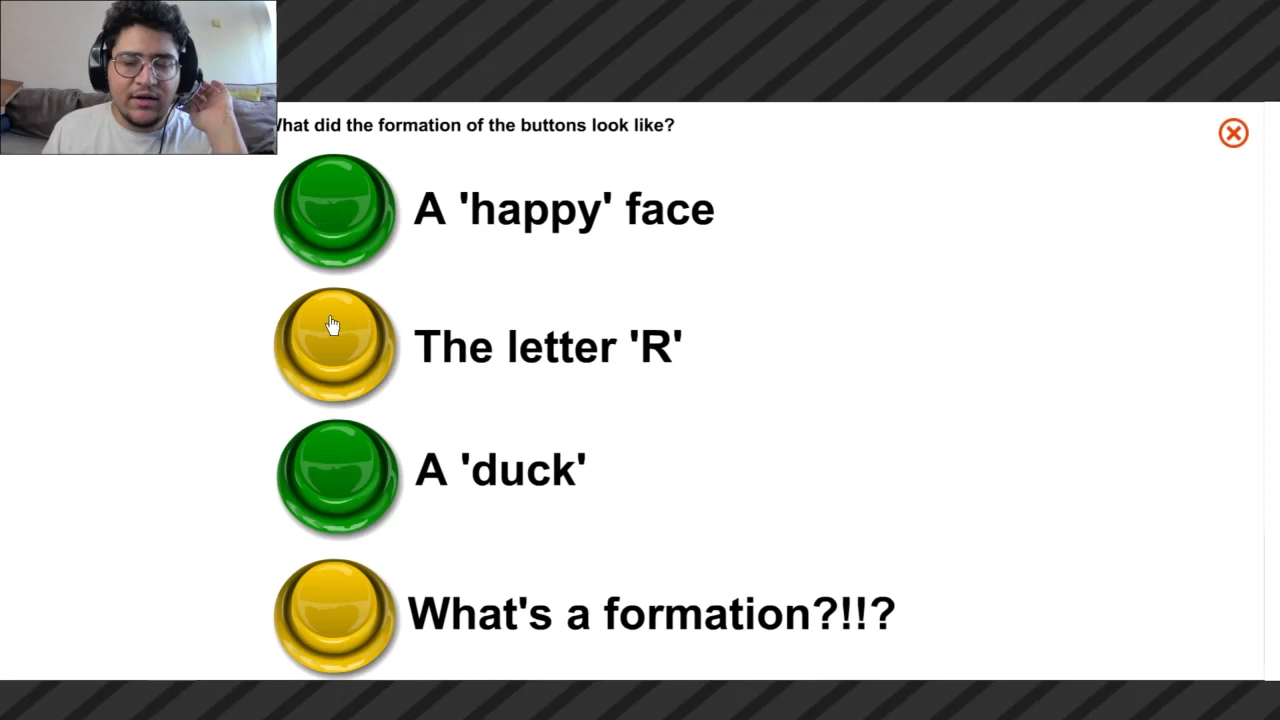 hat did the formation of the buttons look like?
A 'happy' face
The letter 'R'
A 'duck'
What's a formation?!!?